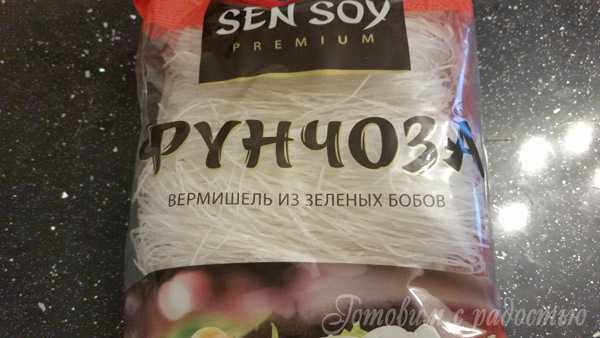 SEN SOY
PREMIUM
ФУНЧОЗА
ВЕРМИШЕЛЬ ИЗ ЗЕЛЕНЫХ БОБОВ
Готовим с радостью